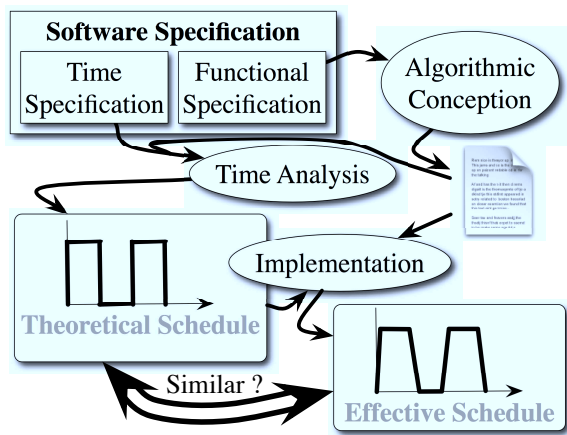 Software Specification
Time
Specification
Functional
Specification
Algorithmic
Conception
Time Analysis
Implementation
Theoretical Schedule
Similar ?
Effective Schedule